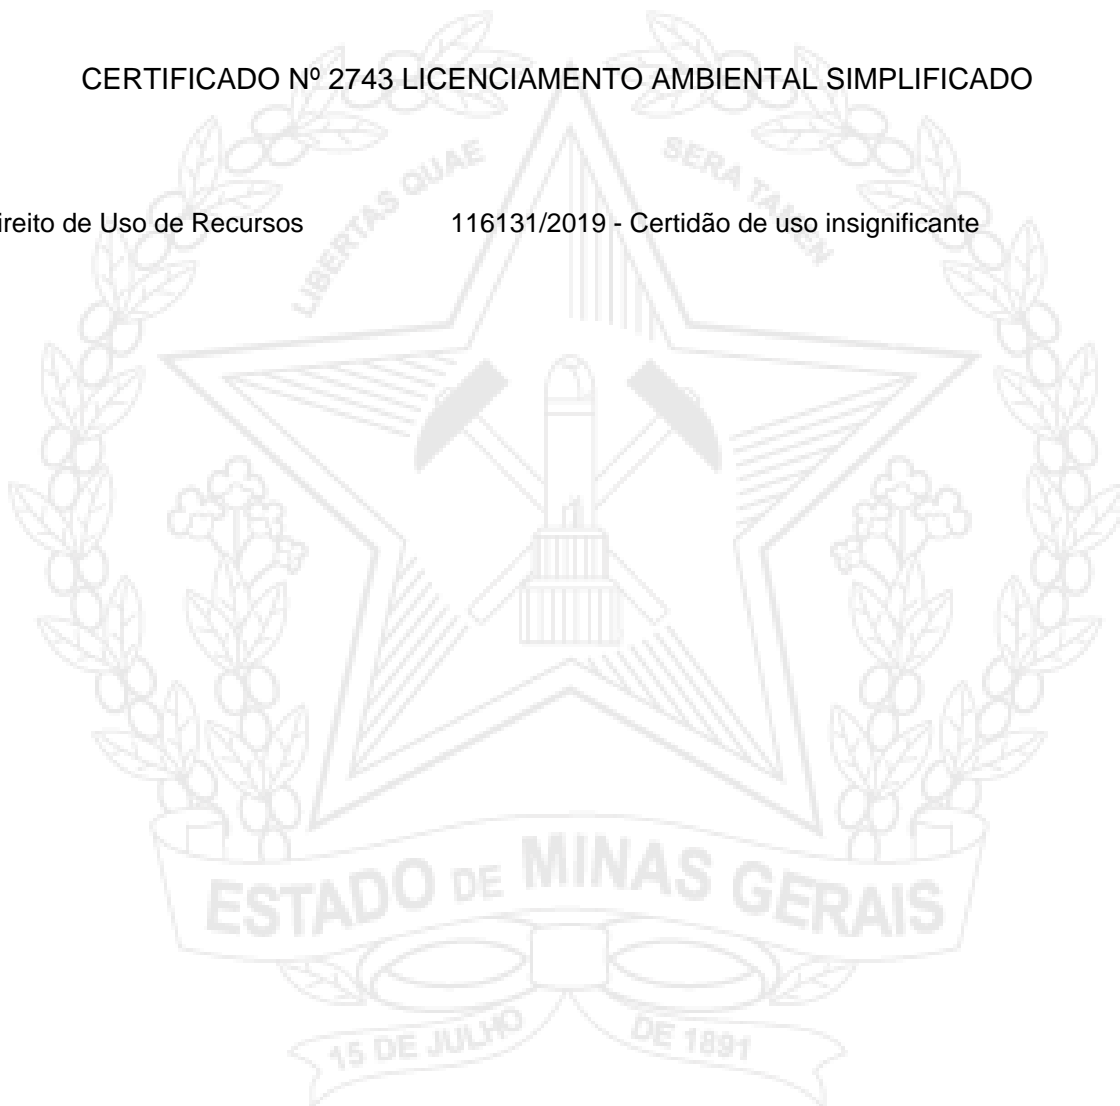 CERTIFICADO Nº 2743 LICENCIAMENTO AMBIENTAL SIMPLIFICADO
LIBERTAS QUAE SERA TAMEN
ireito de Uso de Recursos 116131/2019 - Certidão de uso insignificante
ESTADO DE MINAS GERAIS
15 DE JULHO DE 1891